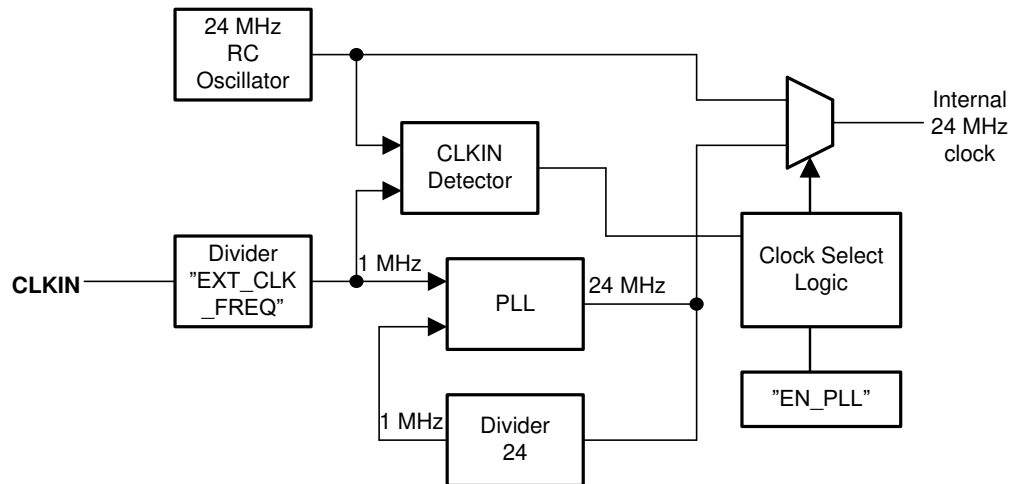 24 MHz
RC
Oscillator
CLKIN
Detector
Internal
24 MHz
clock
CLKIN
Divider
”EXT_CLK
_FREQ”
1 MHz
PLL
24 MHz
Clock Select
Logic
1 MHz
Divider
24
”EN_PLL”